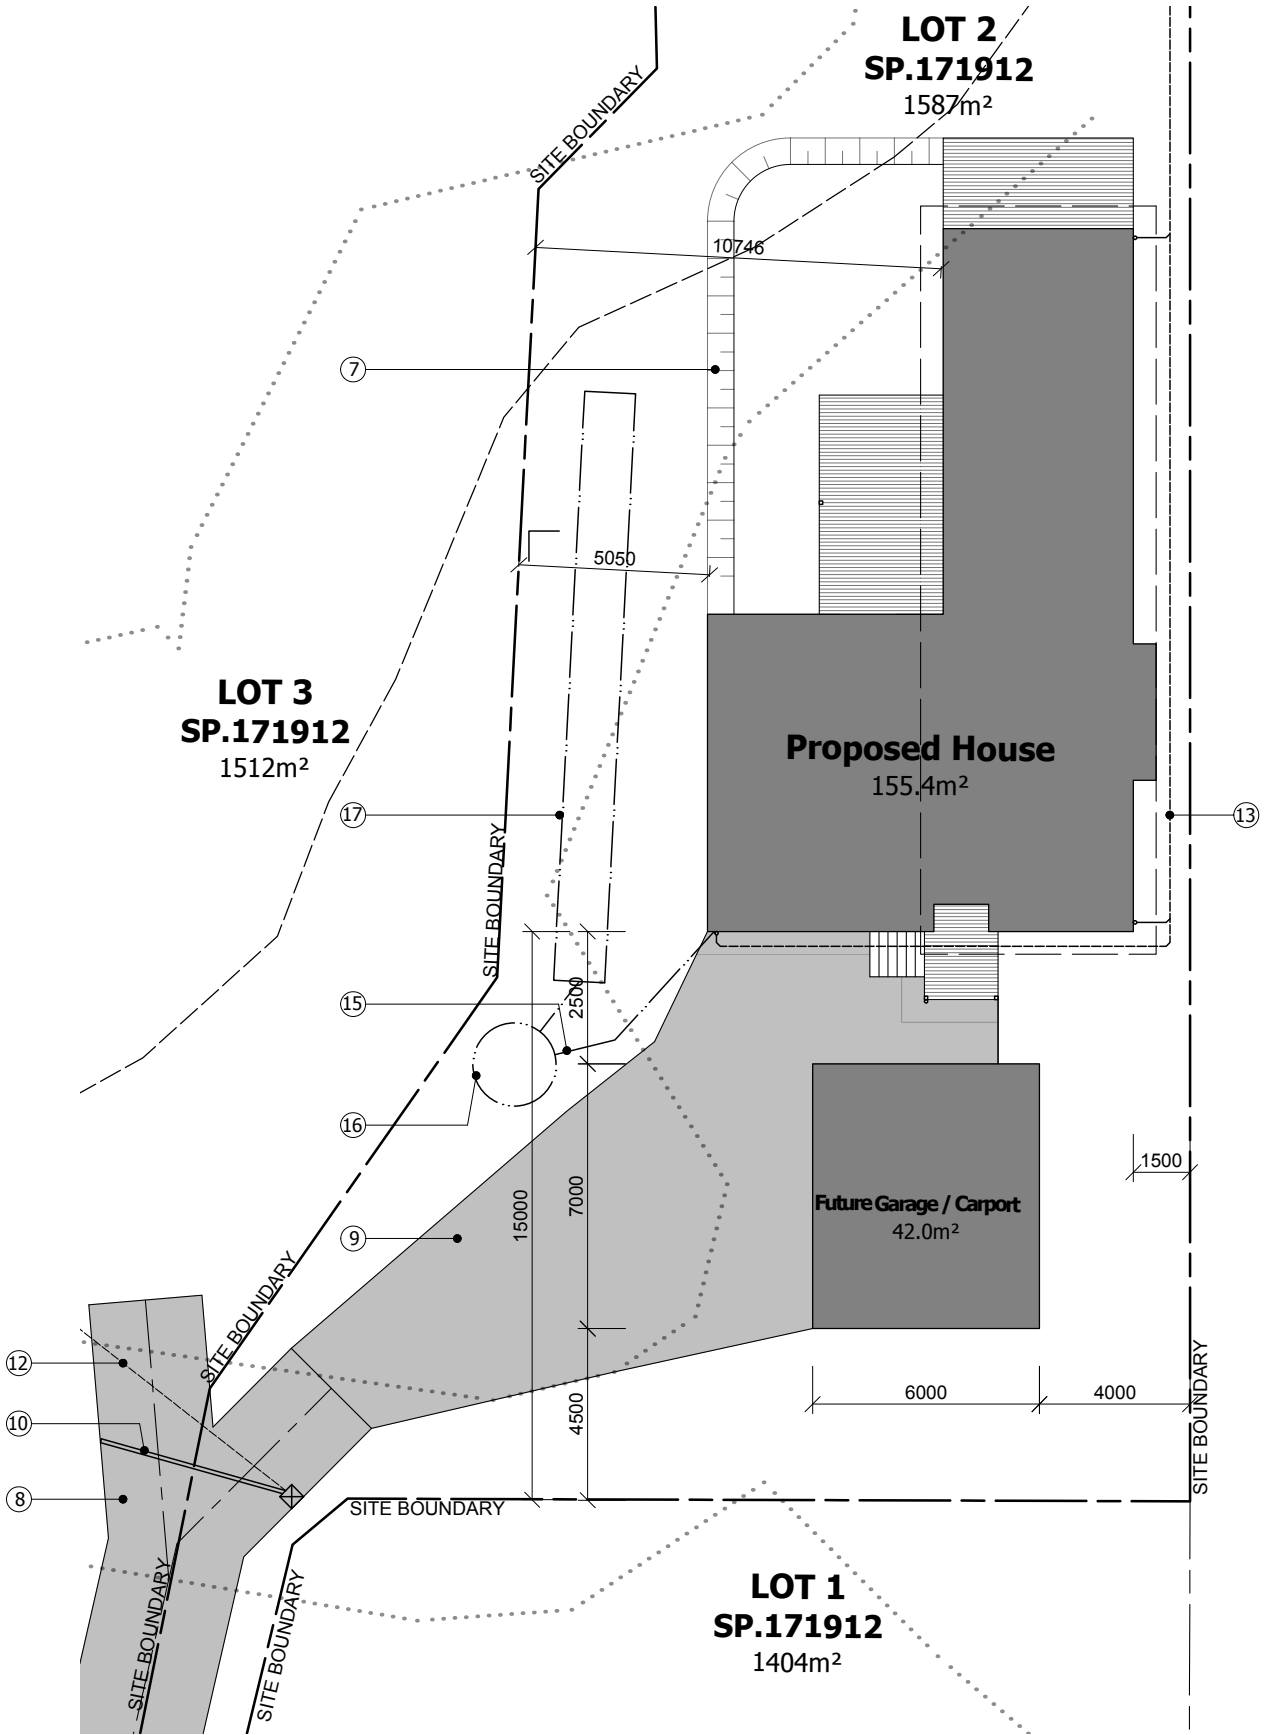 LOT 2
SP.171912
1587m²
SITE BOUNDARY
10746
7
5050
LOT 3
SP.171912
1512m²
Proposed House
155.4m²
17
13
SITE BOUNDARY
15
2500
16
1500
15000
7000
Future Garage / Carport
42.0m²
9
SITE BOUNDARY
12
6000
4000
SITE BOUNDARY
10
4500
8
SITE BOUNDARY
SITE BOUNDARY
SITE BOUNDARY
LOT 1
SP.171912
1404m²